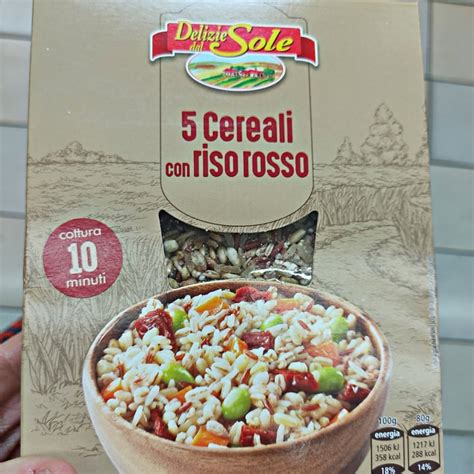 Delizie
dal Sole
5 Cereali
con riso rosso
cottura
10
minuti
100g 80g
energia energia
1506 kJ 1217 kJ
358 kcal 288 kcal
18% 14%